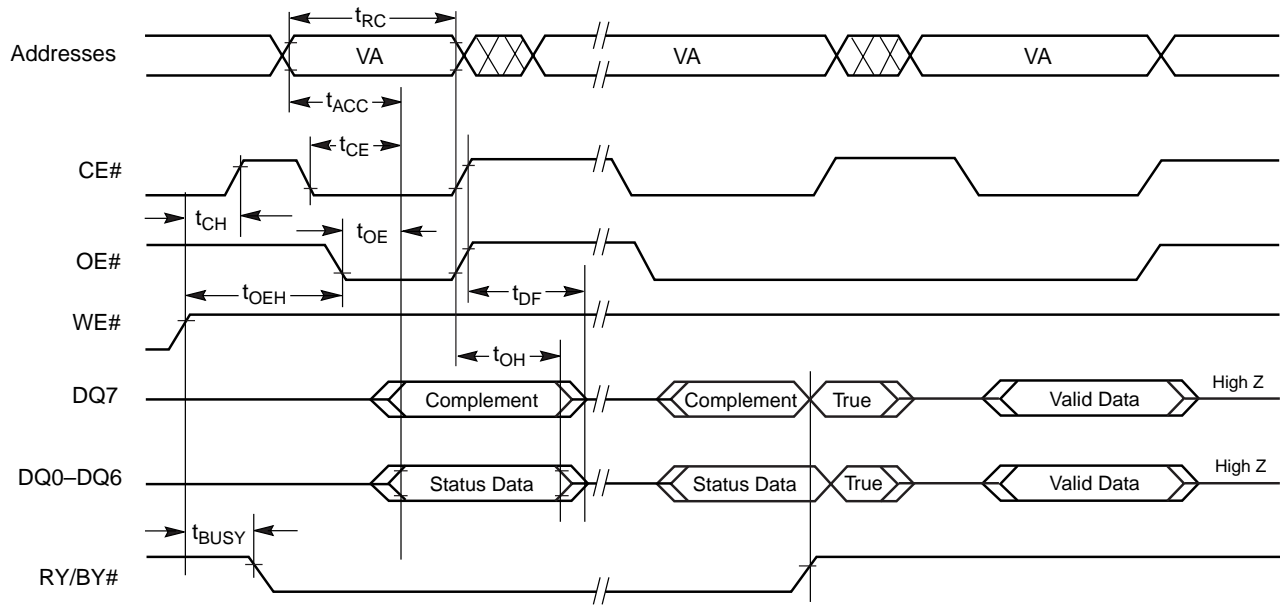 tRC
Addresses VA VA VA
tACC
tCE
CE#
tCH
tOE
OE#
tOEH
tDF
WE#
tOH
DQ7 Complement Complement True Valid Data High Z
DQ0–DQ6 Status Data Status Data True Valid Data High Z
tBUSY
RY/BY#